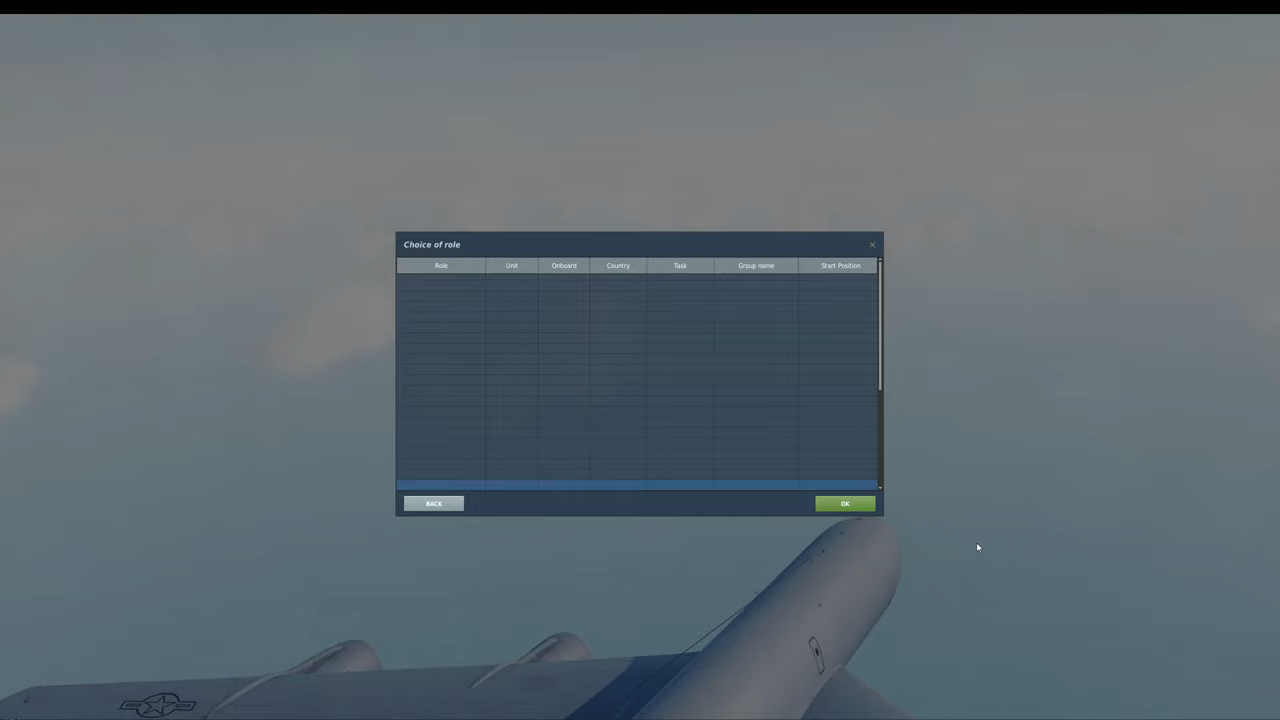 Choice of role
Role Unit Onboard Country Task Group name Start Position
BACK OK